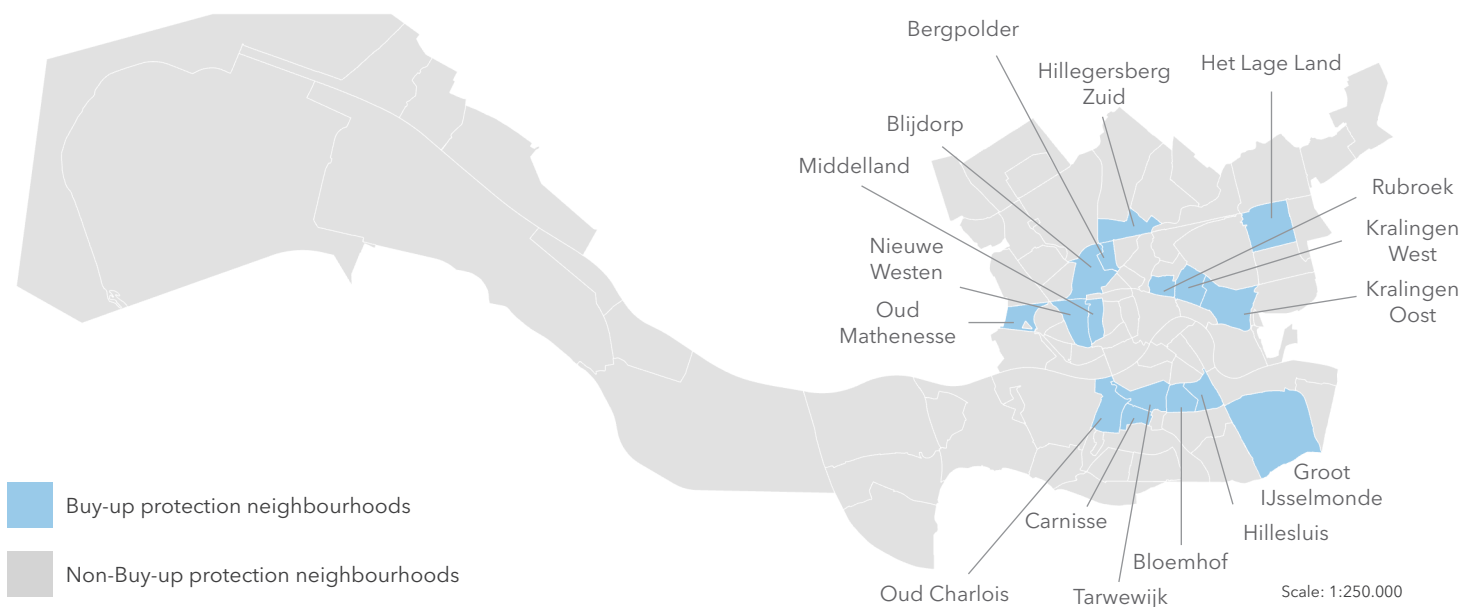 Bergpolder
Hillegersberg
Zuid
Het Lage Land
Blijdorp
Middelland
Rubroek
Kralingen
West
Nieuwe
Westen
Kralingen
Oost
Oud
Mathenesse
Groot
IJsselmonde
Buy-up protection neighbourhoods
Carnisse
Hillesluis
Bloemhof
Non-Buy-up protection neighbourhoods
Oud Charlois
Tarwewijk
Scale: 1:250.000